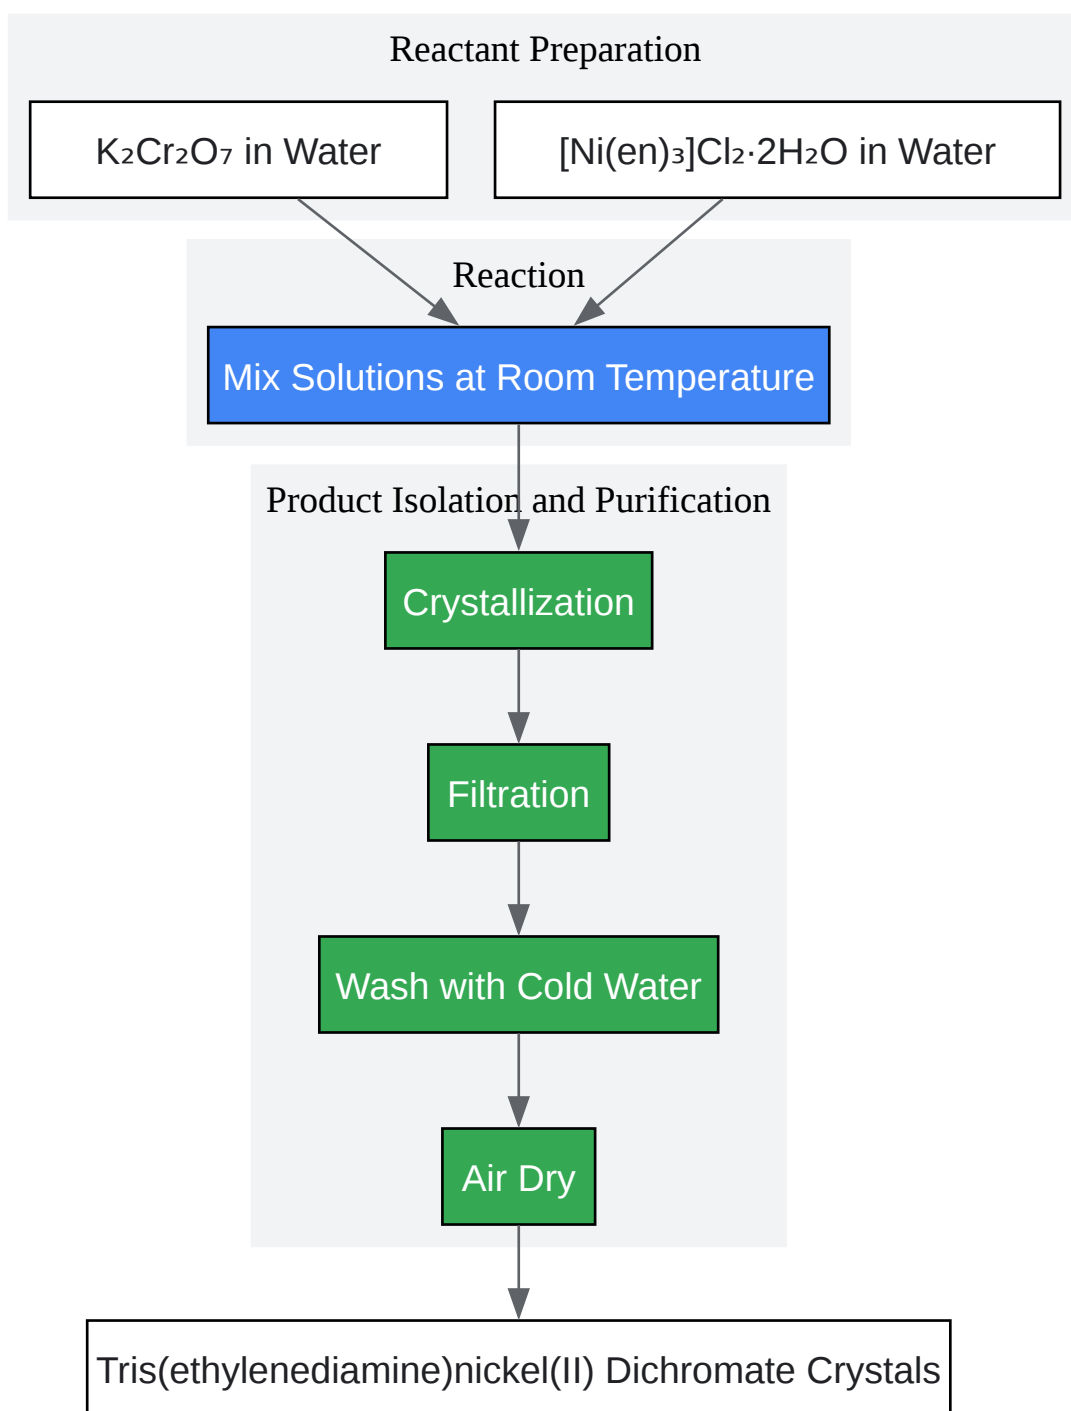 Reactant Preparation
K₂Cr₂O₇ in Water
[Ni(en)₃]Cl₂·2H₂O in Water
Reaction
Mix Solutions at Room Temperature
Product Isolation and Purification
Crystallization
Filtration
Wash with Cold Water
Air Dry
Tris(ethylenediamine)nickel(II) Dichromate Crystals